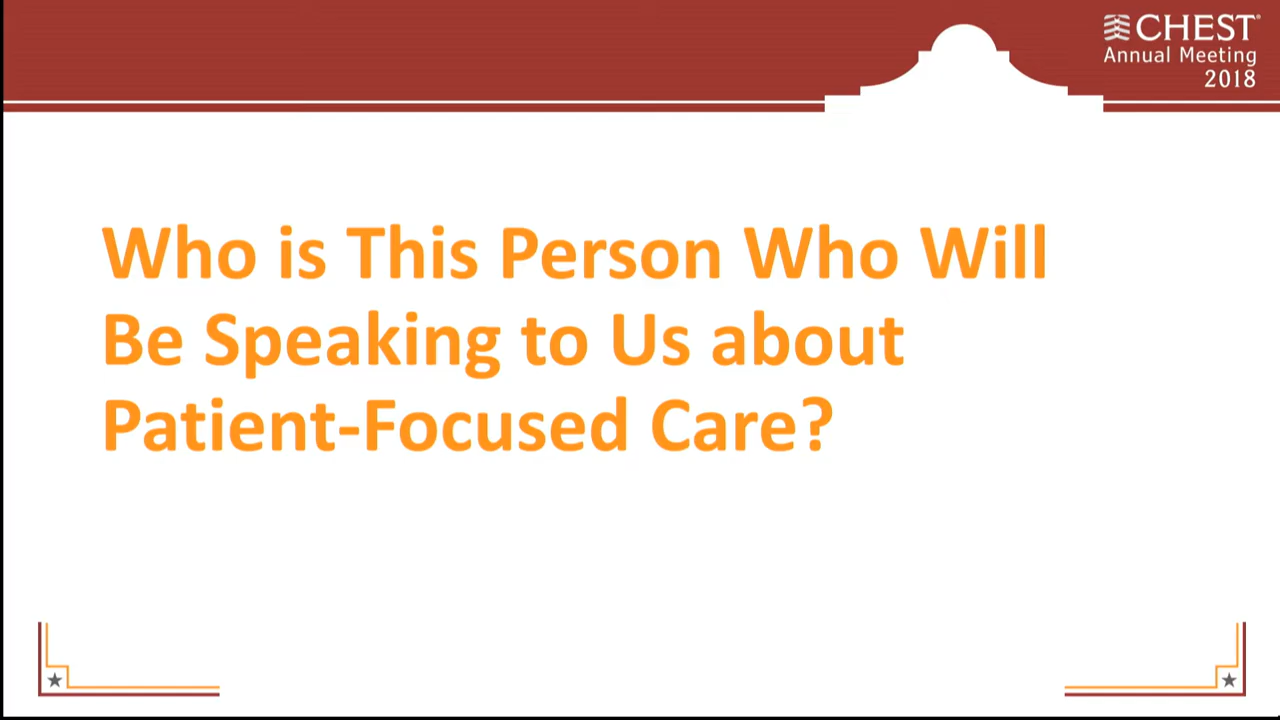 CHEST
Annual Meeting
2018
Who is This Person Who Will
Be Speaking to Us about
Patient-Focused Care?